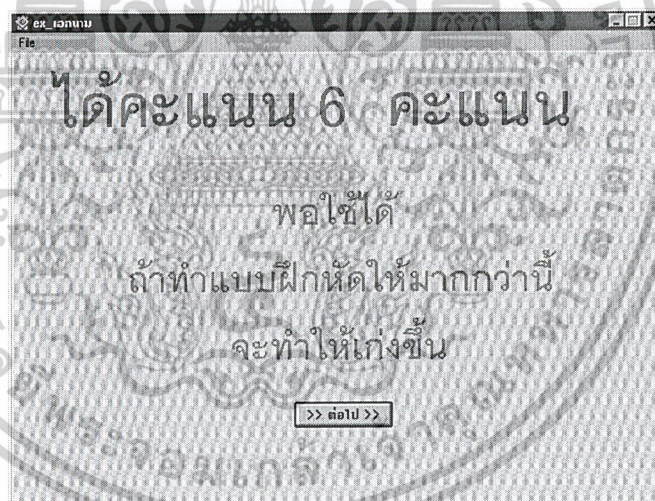 ex_เอกนาม
File
ได้คะแนน 6 คะแนน
พอใช้ได้
ถ้าทำแบบฝึกหัดให้มากกว่านี้
จะทำให้เก่งขึ้น
>> ต่อไป >>